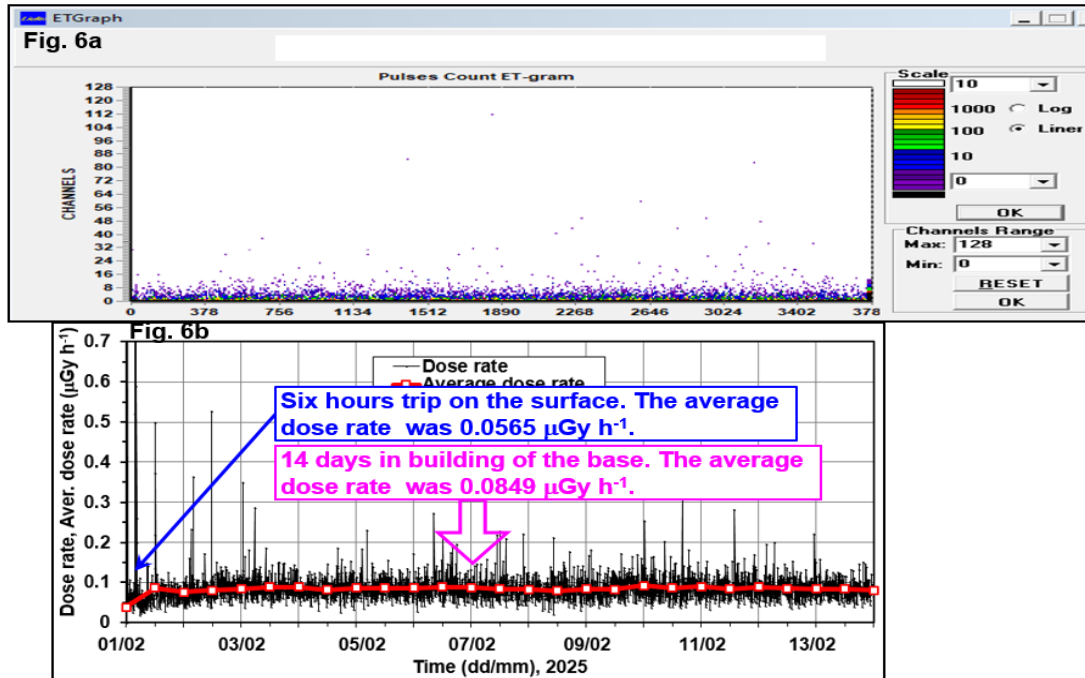 ETGraph
Fig. 6a
Pulses Count ET-gram
CHANNELS
128
120
112
104
96
88
80
72
64
56
48
40
32
24
16
8
0
0 378 756 1134 1512 1890 2268 2646 3024 3402 378
Scale
10
1000
100
10
0
Log
Liner
OK
Channels Range
Max: 128
Min: 0
RESET
OK
Fig. 6b
Dose rate, Aver. dose rate (μGy h-1)
0.7
0.6
0.5
0.4
0.3
0.2
0.1
0
Dose rate
Average dose rate
Six hours trip on the surface. The average
dose rate was 0.0565 μGy h-1.
14 days in building of the base. The average
dose rate was 0.0849 μGy h-1.
01/02 03/02 05/02 07/02 09/02 11/02 13/02
Time (dd/mm), 2025